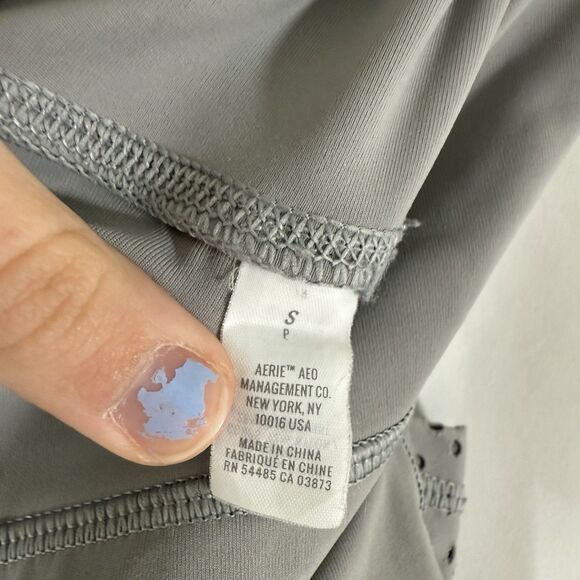 S
P
AERIE™ AEO
MANAGEMENT CO.
NEW YORK, NY
10016 USA
MADE IN CHINA
FABRIQUÉ EN CHINE
RN 54485 CA 03873